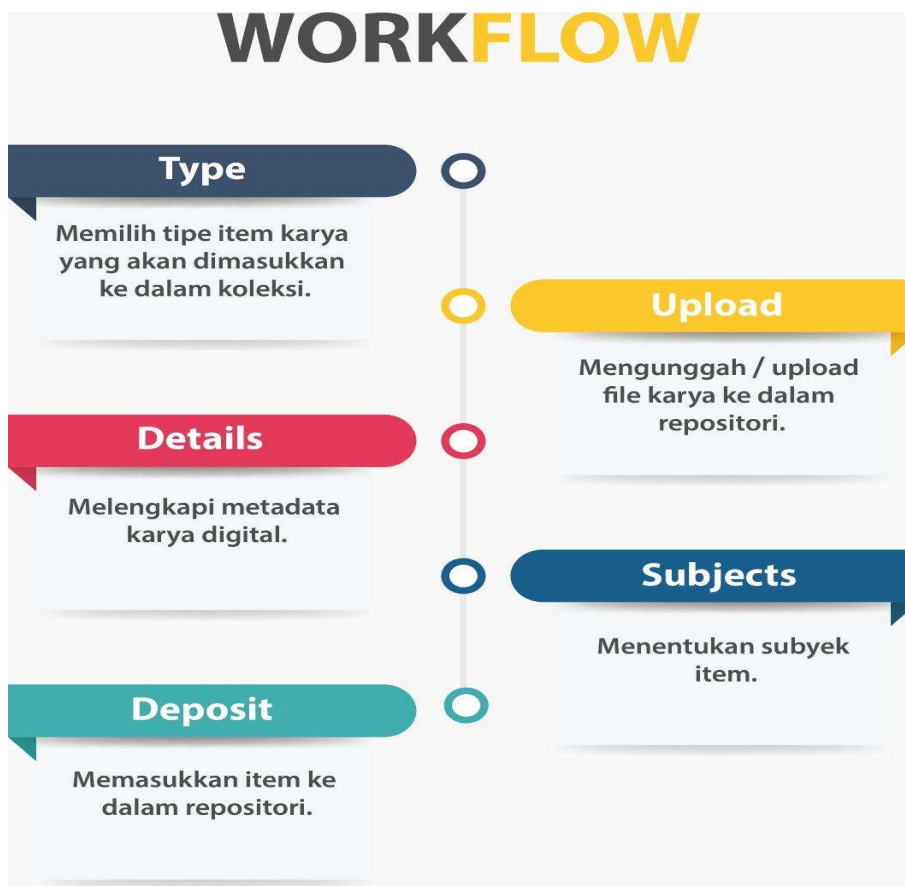 WORKFLOW
Type
Memilih tipe item karya
yang akan dimasukkan
ke dalam koleksi.
Upload
Mengunggah / upload
file karya ke dalam
repositori.
Details
Melengkapi metadata
karya digital.
Subjects
Menentukan subyek
item.
Deposit
Memasukkan item ke
dalam repositori.